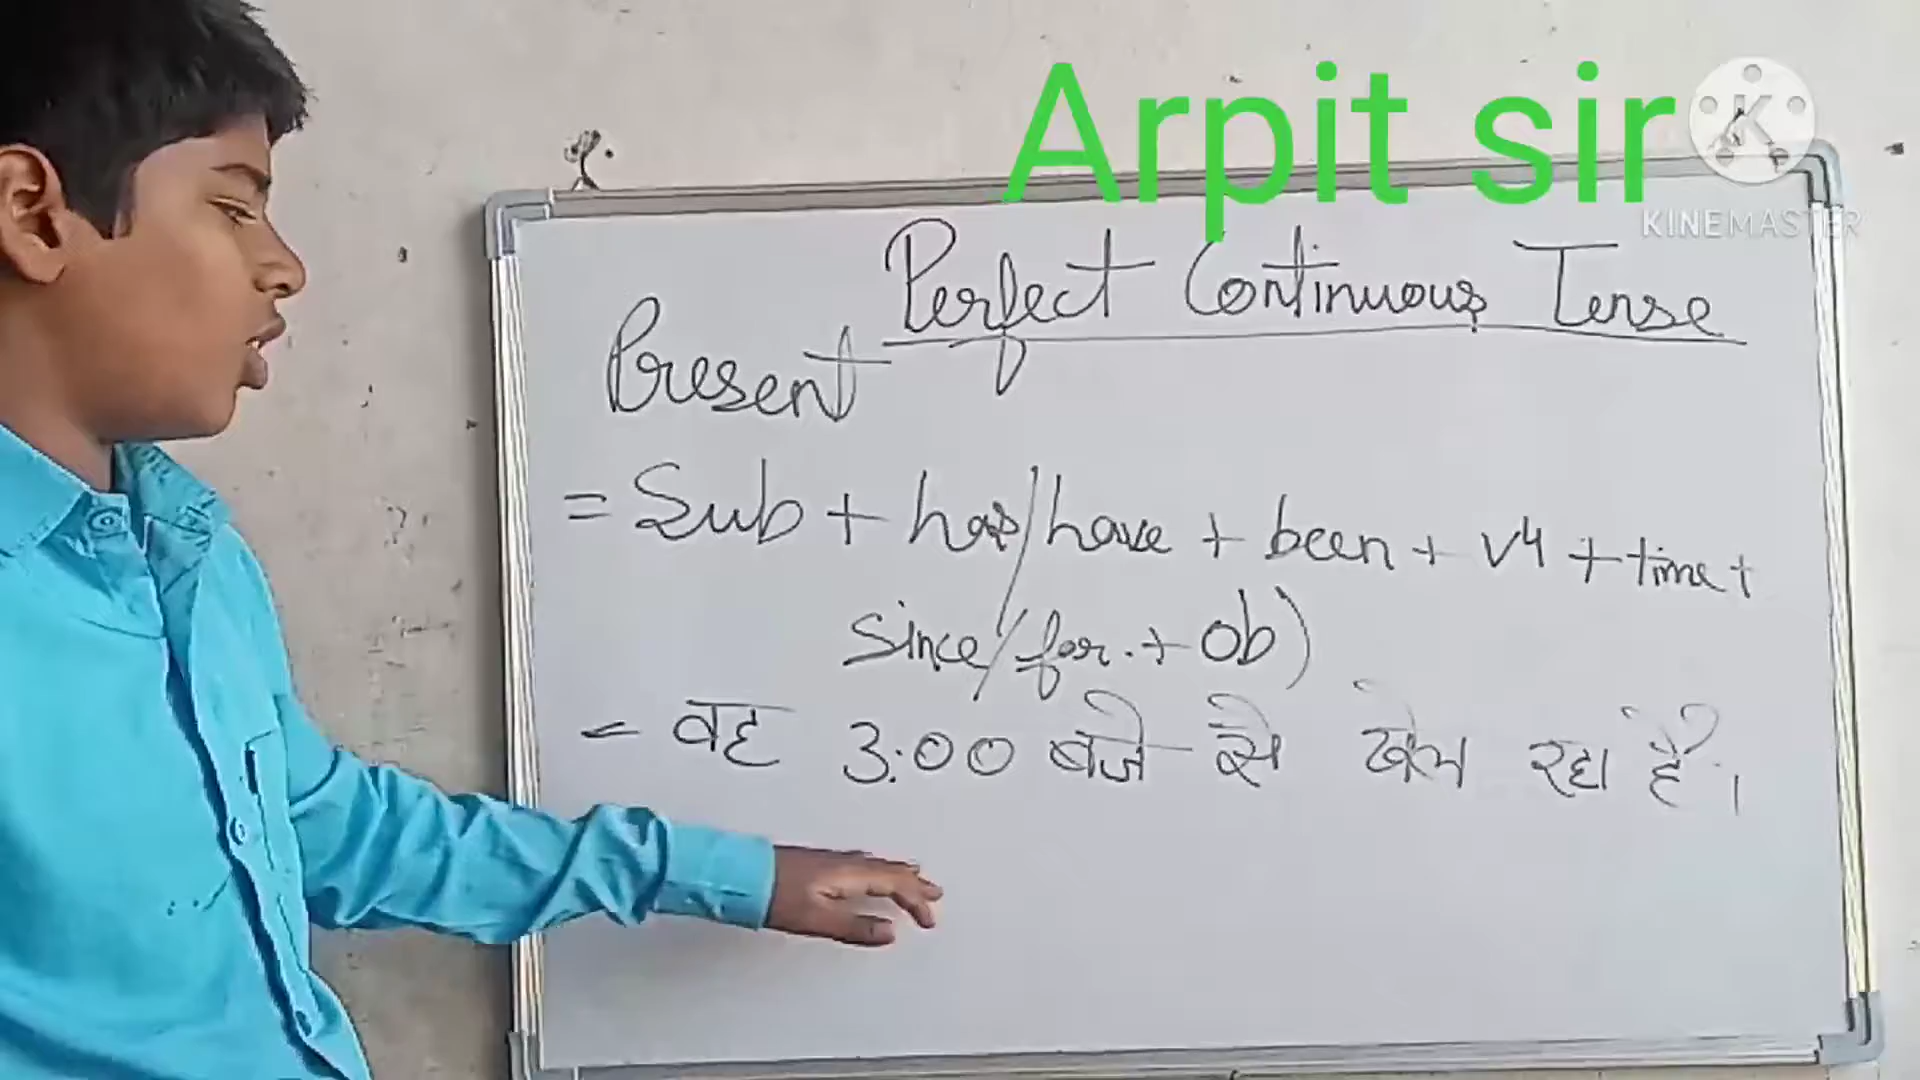 Arpit sir
KINEMASTER
Perfect Continuous Tense
Present
= Sub + has/have + been + v4 + time +
since/for. + Ob)
= वह 3:00 बजे से खेल रहा है।